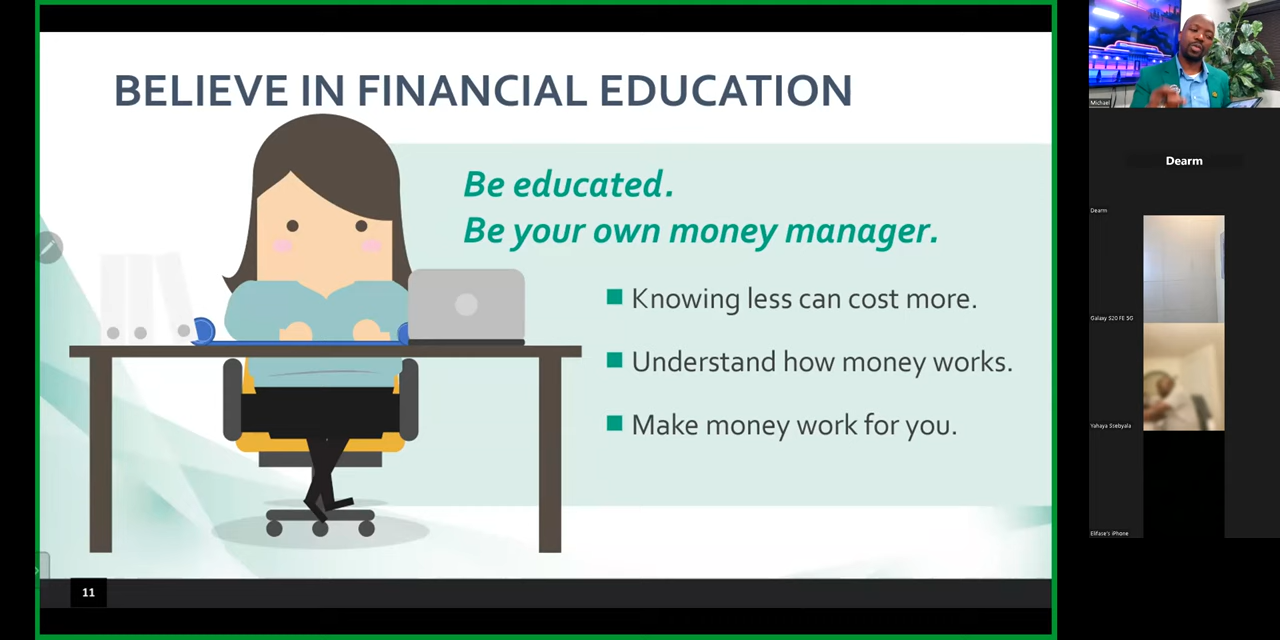 BELIEVE IN FINANCIAL EDUCATION
Be educated.
Be your own money manager.
Knowing less can cost more.
Understand how money works.
Make money work for you.
11
Michael
Dearm
Dearm
Galaxy S20 FE 5G
Yahaya Ssebyala
Elifase's iPhone